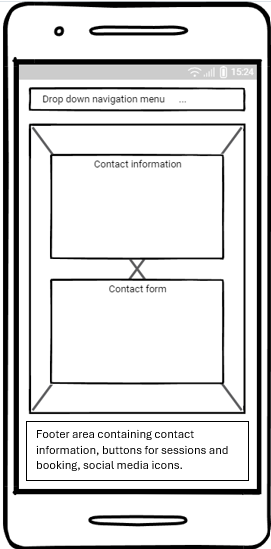 15:24
Drop down navigation menu ...
Contact information
Contact form
Footer area containing contact
information, buttons for sessions and
booking, social media icons.